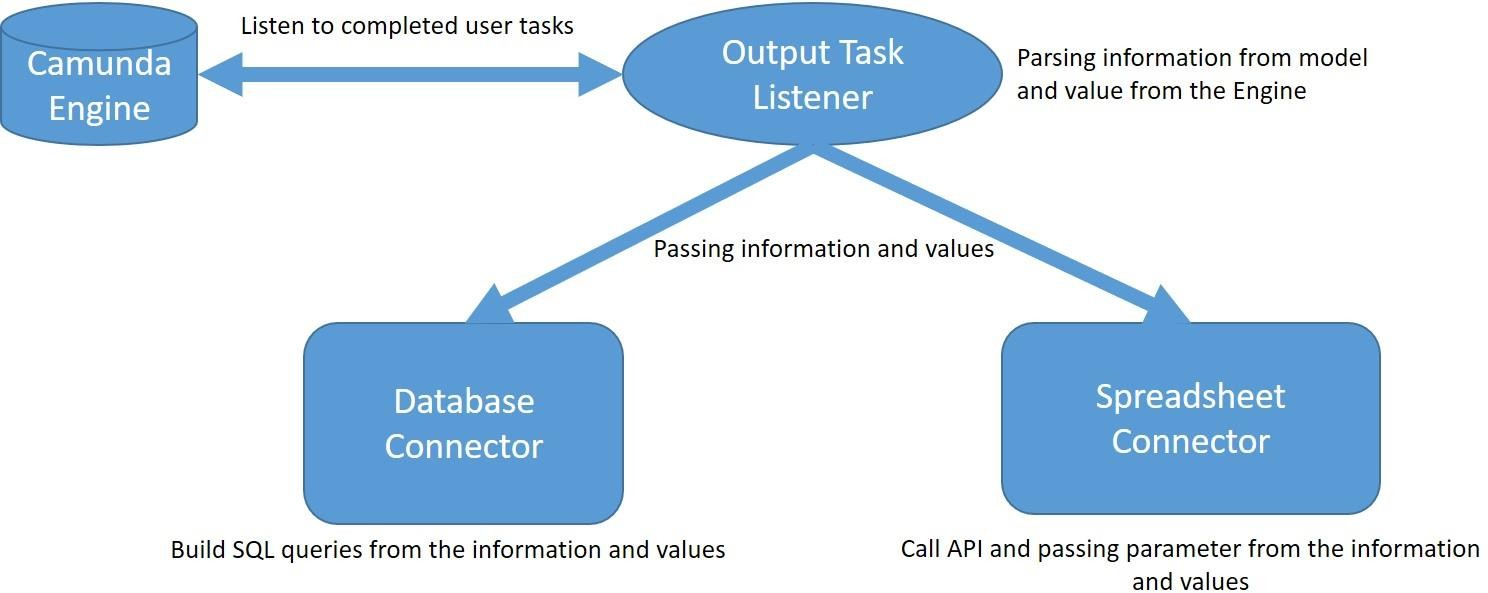 Listen to completed user tasks
Camunda
Engine
Output Task
Listener
Parsing information from model
and value from the Engine
Passing information and values
Database
Connector
Spreadsheet
Connector
Build SQL queries from the information and values
Call API and passing parameter from the information
and values